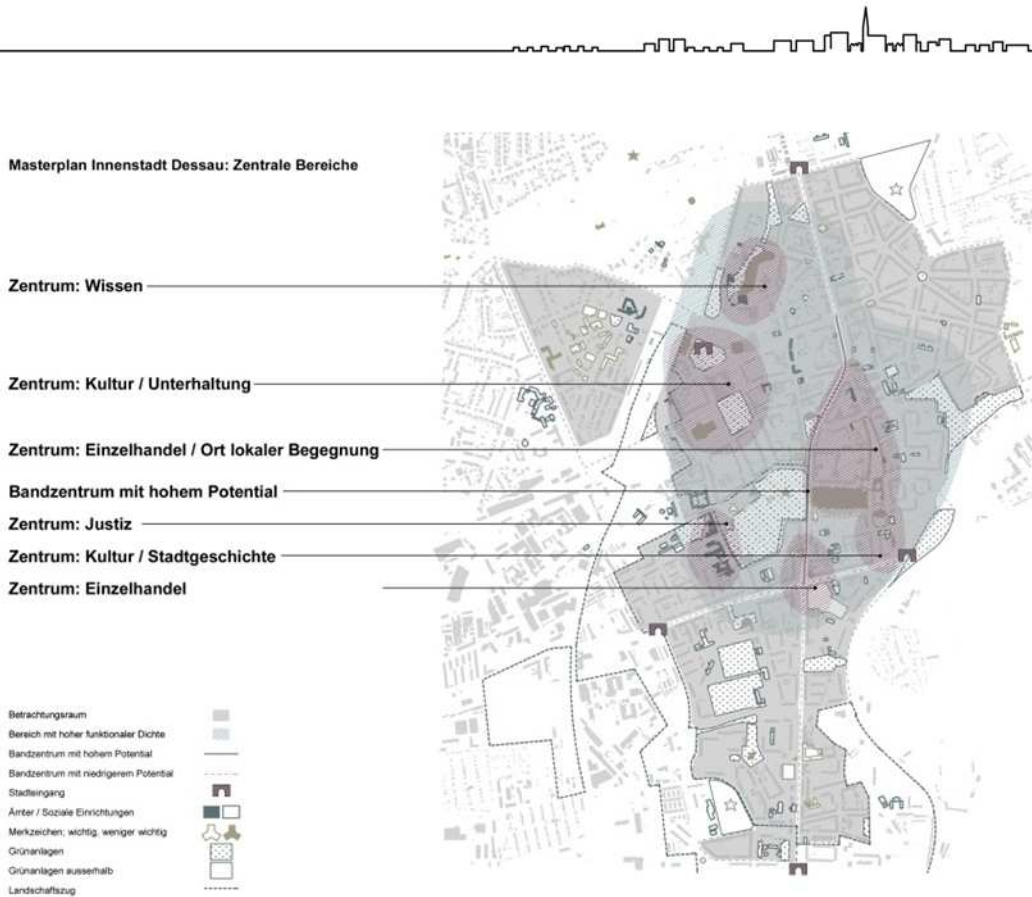 Masterplan Innenstadt Dessau: Zentrale Bereiche
Zentrum: Wissen
Zentrum: Kultur / Unterhaltung
Zentrum: Einzelhandel / Ort lokaler Begegnung
Bandzentrum mit hohem Potential
Zentrum: Justiz
Zentrum: Kultur / Stadtgeschichte
Zentrum: Einzelhandel
Betrachtungsraum
Bereich mit hoher funktionaler Dichte
Bandzentrum mit hohem Potential
Bandzentrum mit niedrigerem Potential
Stadteingang
Ämter / Soziale Einrichtungen
Merkzeichen; wichtig, weniger wichtig
Grünanlagen
Grünanlagen ausserhalb
Landschaftszug